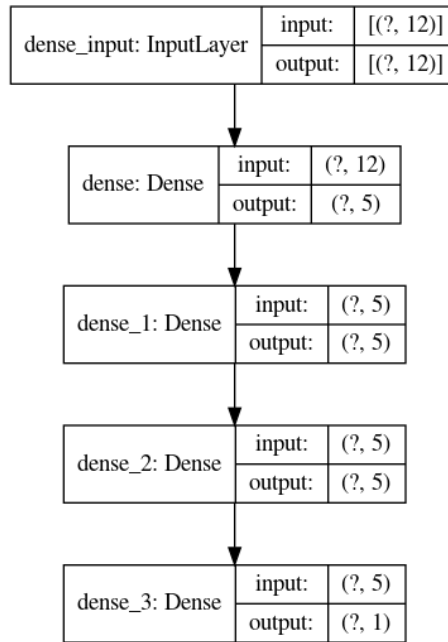 dense_input: InputLayer
input: [(?, 12)]
output: [(?, 12)]
dense: Dense
input: (?, 12)
output: (?, 5)
dense_1: Dense
input: (?, 5)
output: (?, 5)
dense_2: Dense
input: (?, 5)
output: (?, 5)
dense_3: Dense
input: (?, 5)
output: (?, 1)